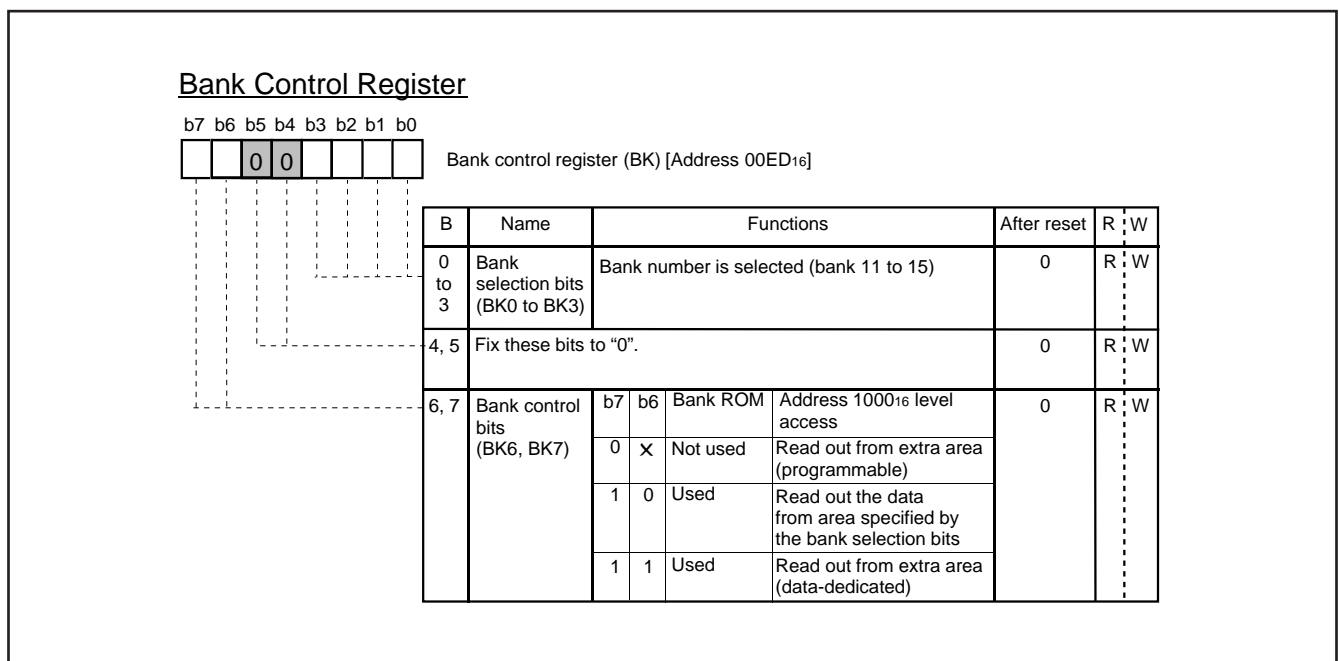 Bank Control Register
b7 b6 b5 b4 b3 b2 b1 b0
0 0
Bank control register (BK) [Address 00ED16]
B Name Functions After reset R W
0 to 3 Bank selection bits (BK0 to BK3) Bank number is selected (bank 11 to 15) 0 R W
4, 5 Fix these bits to “0”. 0 R W
6, 7 Bank control bits (BK6, BK7) b7 b6 Bank ROM Address 100016 level access 0 R W
0 X Not used Read out from extra area (programmable)
1 0 Used Read out the data from area specified by the bank selection bits
1 1 Used Read out from extra area (data-dedicated)